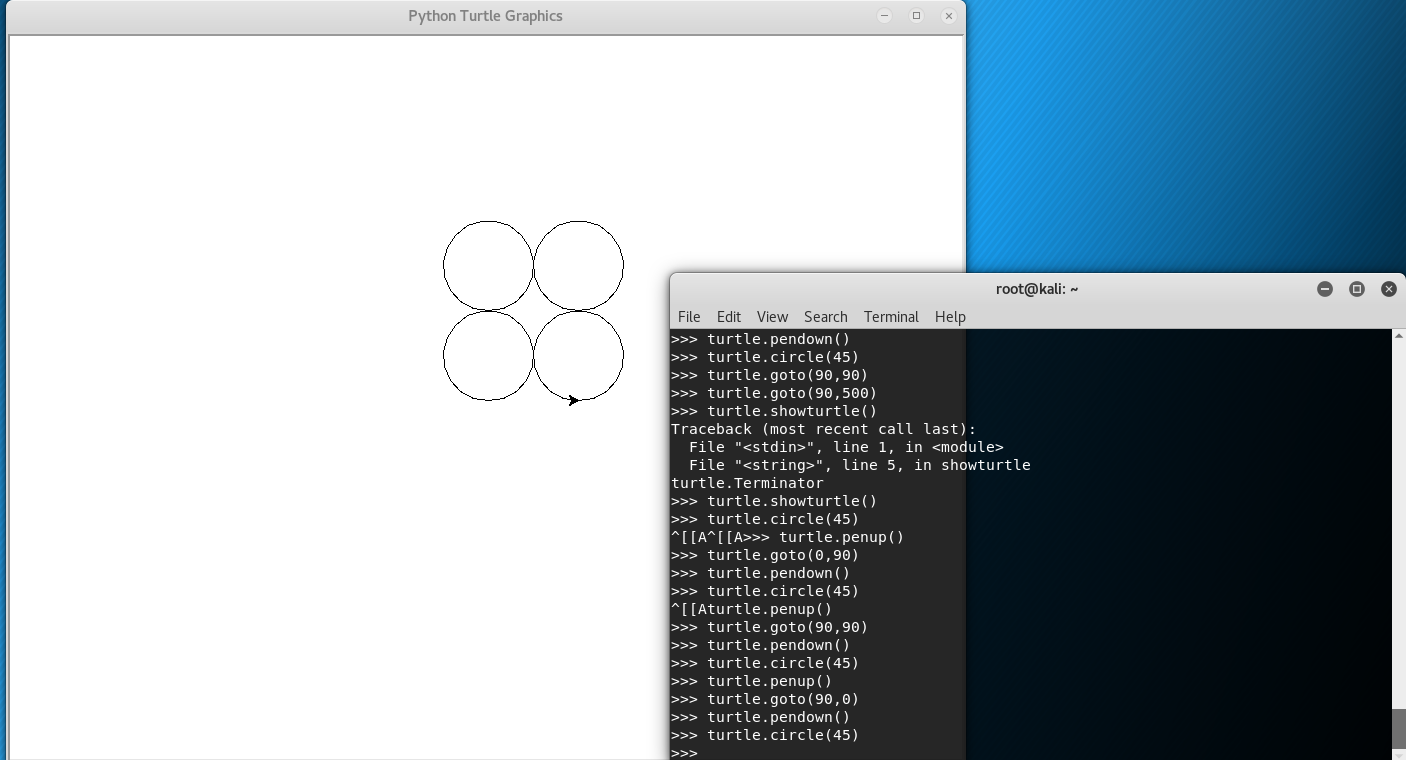 Python Turtle Graphics
root@kali: ~
File Edit View Search Terminal Help
>>> turtle.pendown()
>>> turtle.circle(45)
>>> turtle.goto(90,90)
>>> turtle.goto(90,500)
>>> turtle.showturtle()
Traceback (most recent call last):
  File "<stdin>", line 1, in <module>
  File "<string>", line 5, in showturtle
turtle.Terminator
>>> turtle.showturtle()
>>> turtle.circle(45)
^[[A^[[A>>> turtle.penup()
>>> turtle.goto(0,90)
>>> turtle.pendown()
>>> turtle.circle(45)
^[[Aturtle.penup()
>>> turtle.goto(90,90)
>>> turtle.pendown()
>>> turtle.circle(45)
>>> turtle.penup()
>>> turtle.goto(90,0)
>>> turtle.pendown()
>>> turtle.circle(45)
>>>